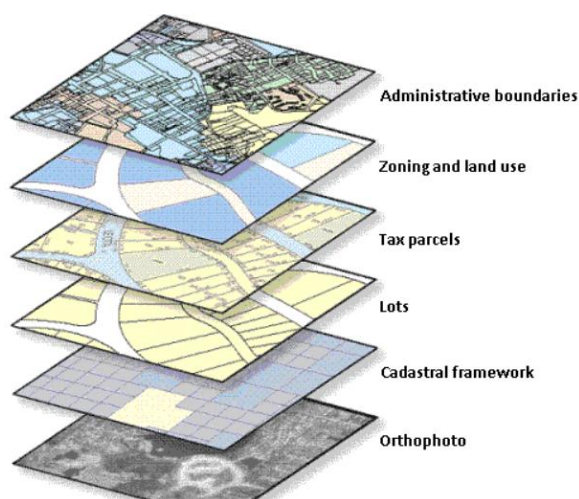 Administrative boundaries
Zoning and land use
Tax parcels
Lots
Cadastral framework
Orthophoto